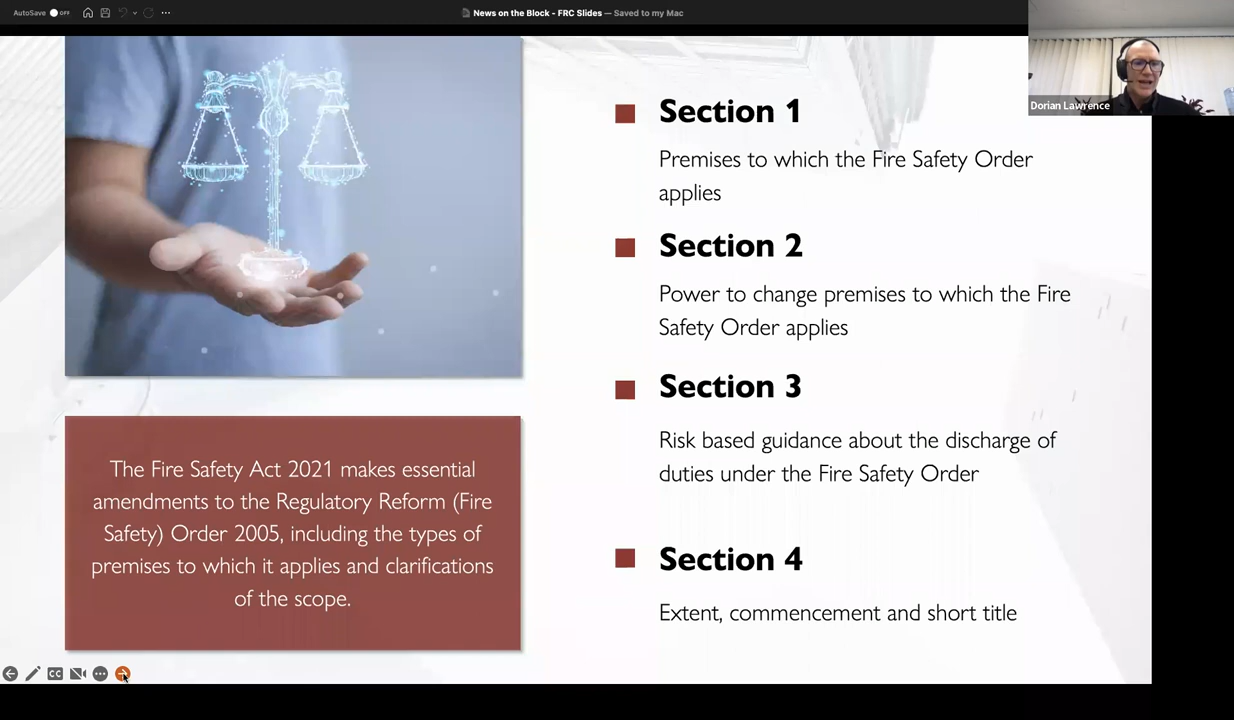 AutoSave OFF
News on the Block - FRC Slides — Saved to my Mac
Dorian Lawrence
Section 1
Premises to which the Fire Safety Order
applies
Section 2
Power to change premises to which the Fire
Safety Order applies
Section 3
Risk based guidance about the discharge of
duties under the Fire Safety Order
Section 4
Extent, commencement and short title
The Fire Safety Act 2021 makes essential
amendments to the Regulatory Reform (Fire
Safety) Order 2005, including the types of
premises to which it applies and clarifications
of the scope.
CC